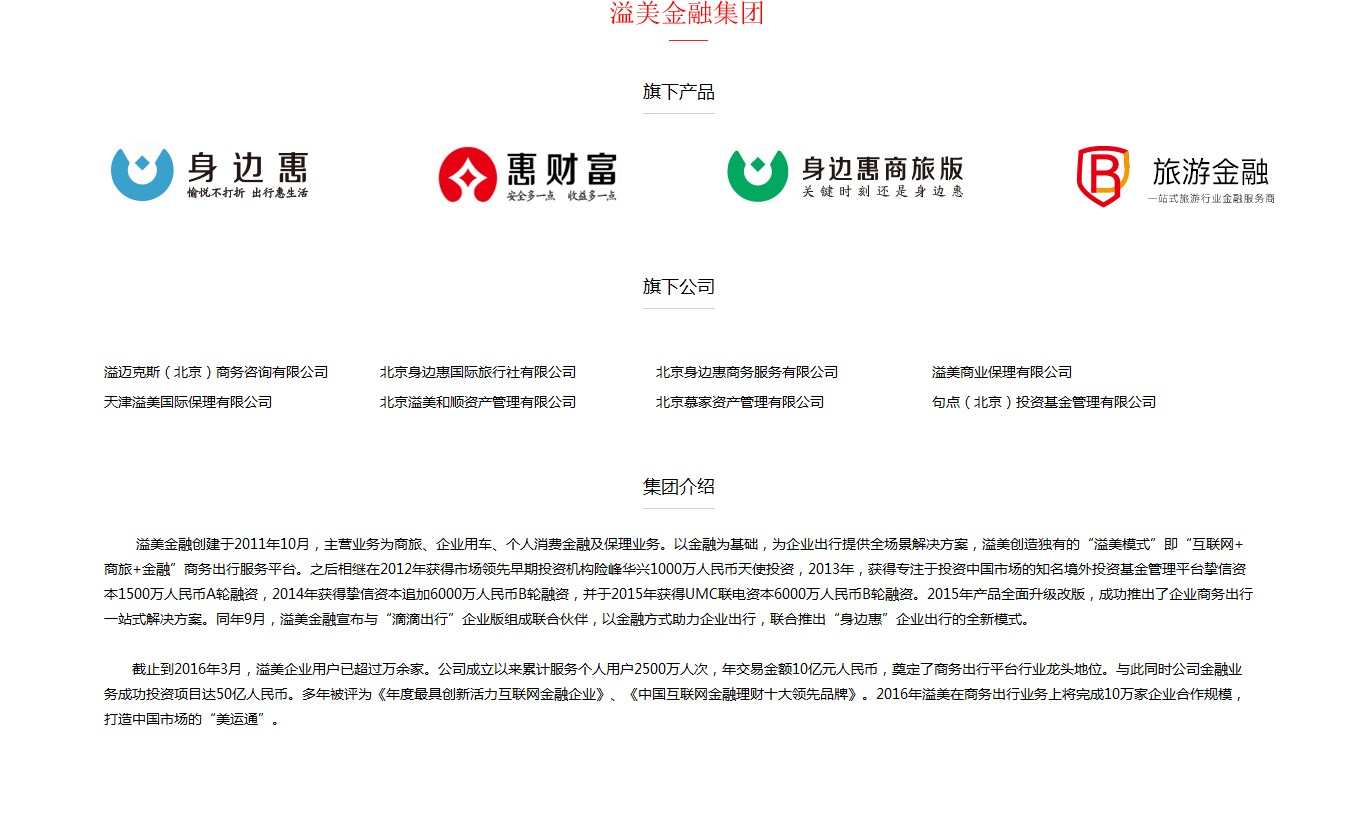 溢美金融集团
旗下产品
身边惠
愉悦不打折 出行惠生活
惠财富
安全多一点 收益多一点
身边惠商旅版
关键时刻还是身边惠
B 旅游金融
一站式旅游行业金融服务商
旗下公司
溢迈克斯（北京）商务咨询有限公司 北京身边惠国际旅行社有限公司 北京身边惠商务服务有限公司 溢美商业保理有限公司
天津溢美国际保理有限公司 北京溢美和顺资产管理有限公司 北京慕家资产管理有限公司 句点（北京）投资基金管理有限公司
集团介绍
溢美金融创建于2011年10月，主营业务为商旅、企业用车、个人消费金融及保理业务。以金融为基础，为企业出行提供全场景解决方案，溢美创造独有的“溢美模式”即“互联网+
商旅+金融”商务出行服务平台。之后相继在2012年获得市场领先早期投资机构险峰华兴1000万人民币天使投资，2013年，获得专注于投资中国市场的知名境外投资基金管理平台挚信资
本1500万人民币A轮融资，2014年获得挚信资本追加6000万人民币B轮融资，并于2015年获得UMC联电资本6000万人民币B轮融资。2015年产品全面升级改版，成功推出了企业商务出行
一站式解决方案。同年9月，溢美金融宣布与“滴滴出行”企业版组成联合伙伴，以金融方式助力企业出行，联合推出“身边惠”企业出行的全新模式。
截止到2016年3月，溢美企业用户已超过万余家。公司成立以来累计服务个人用户2500万人次，年交易金额10亿元人民币，奠定了商务出行平台行业龙头地位。与此同时公司金融业
务成功投资项目达50亿人民币。多年被评为《年度最具创新活力互联网金融企业》、《中国互联网金融理财十大领先品牌》。2016年溢美在商务出行业务上将完成10万家企业合作规模，
打造中国市场的“美运通”。